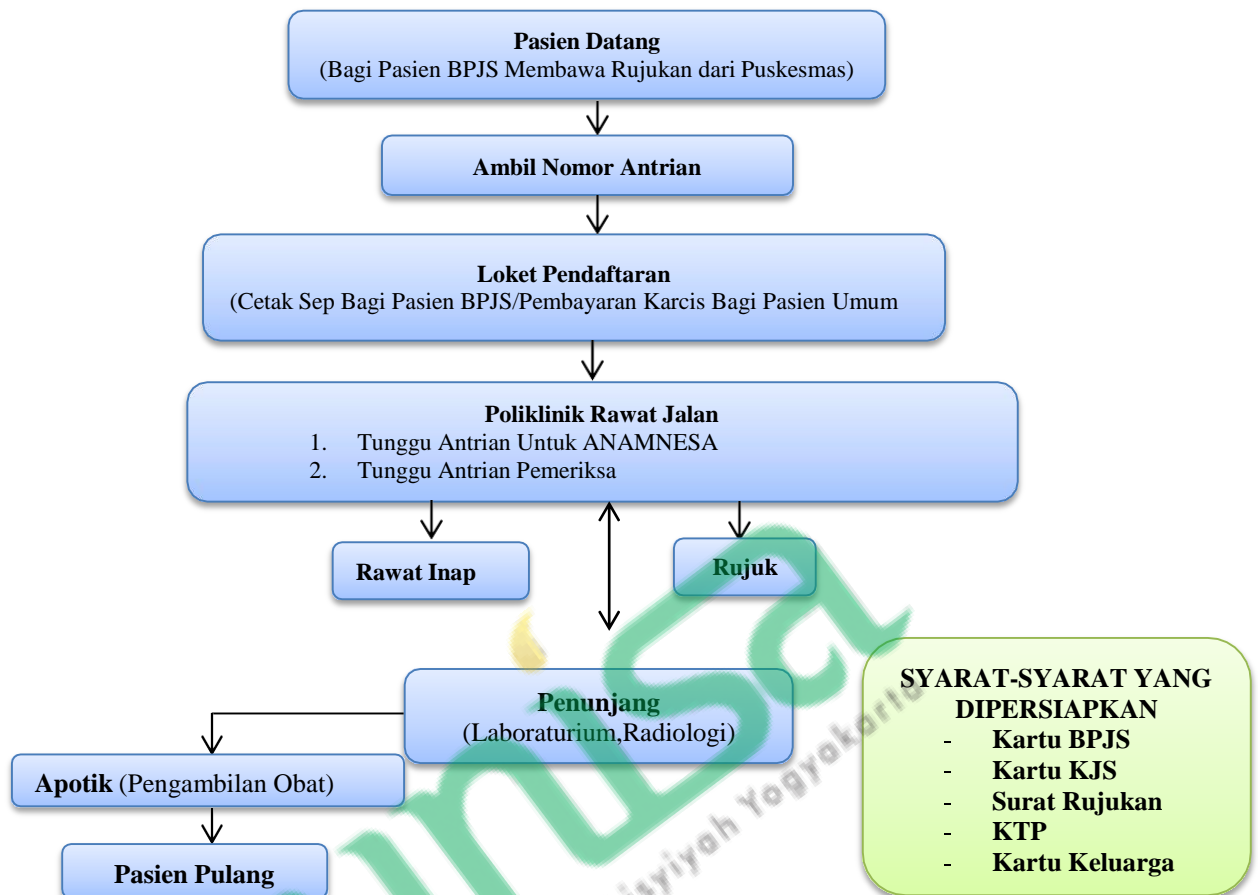 Pasien Datang
(Bagi Pasien BPJS Membawa Rujukan dari Puskesmas)
Ambil Nomor Antrian
Loket Pendaftaran
(Cetak Sep Bagi Pasien BPJS/Pembayaran Karcis Bagi Pasien Umum
Poliklinik Rawat Jalan
1. Tunggu Antrian Untuk ANAMNESA
2. Tunggu Antrian Pemeriksa
Rawat Inap
Rujuk
Penunjang
(Laboraturium,Radiologi)
Apotik (Pengambilan Obat)
Pasien Pulang
SYARAT-SYARAT YANG
DIPERSIAPKAN
- Kartu BPJS
- Kartu KJS
- Surat Rujukan
- KTP
- Kartu Keluarga
Yogyakarta